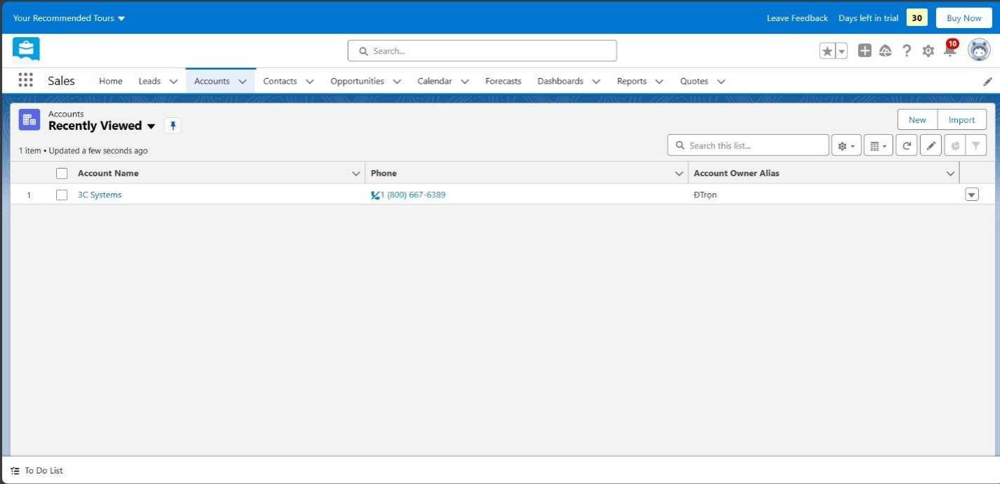 Your Recommended Tours
Leave Feedback Days left in trial 30 Buy Now
Search...
10
Sales Home Leads Accounts Contacts Opportunities Calendar Forecasts Dashboards Reports Quotes
Accounts
Recently Viewed
New Import
1 item • Updated a few seconds ago
Search this list...
Account Name Phone Account Owner Alias
1 3C Systems 1 (800) 667-6389 ĐTrọn
To Do List